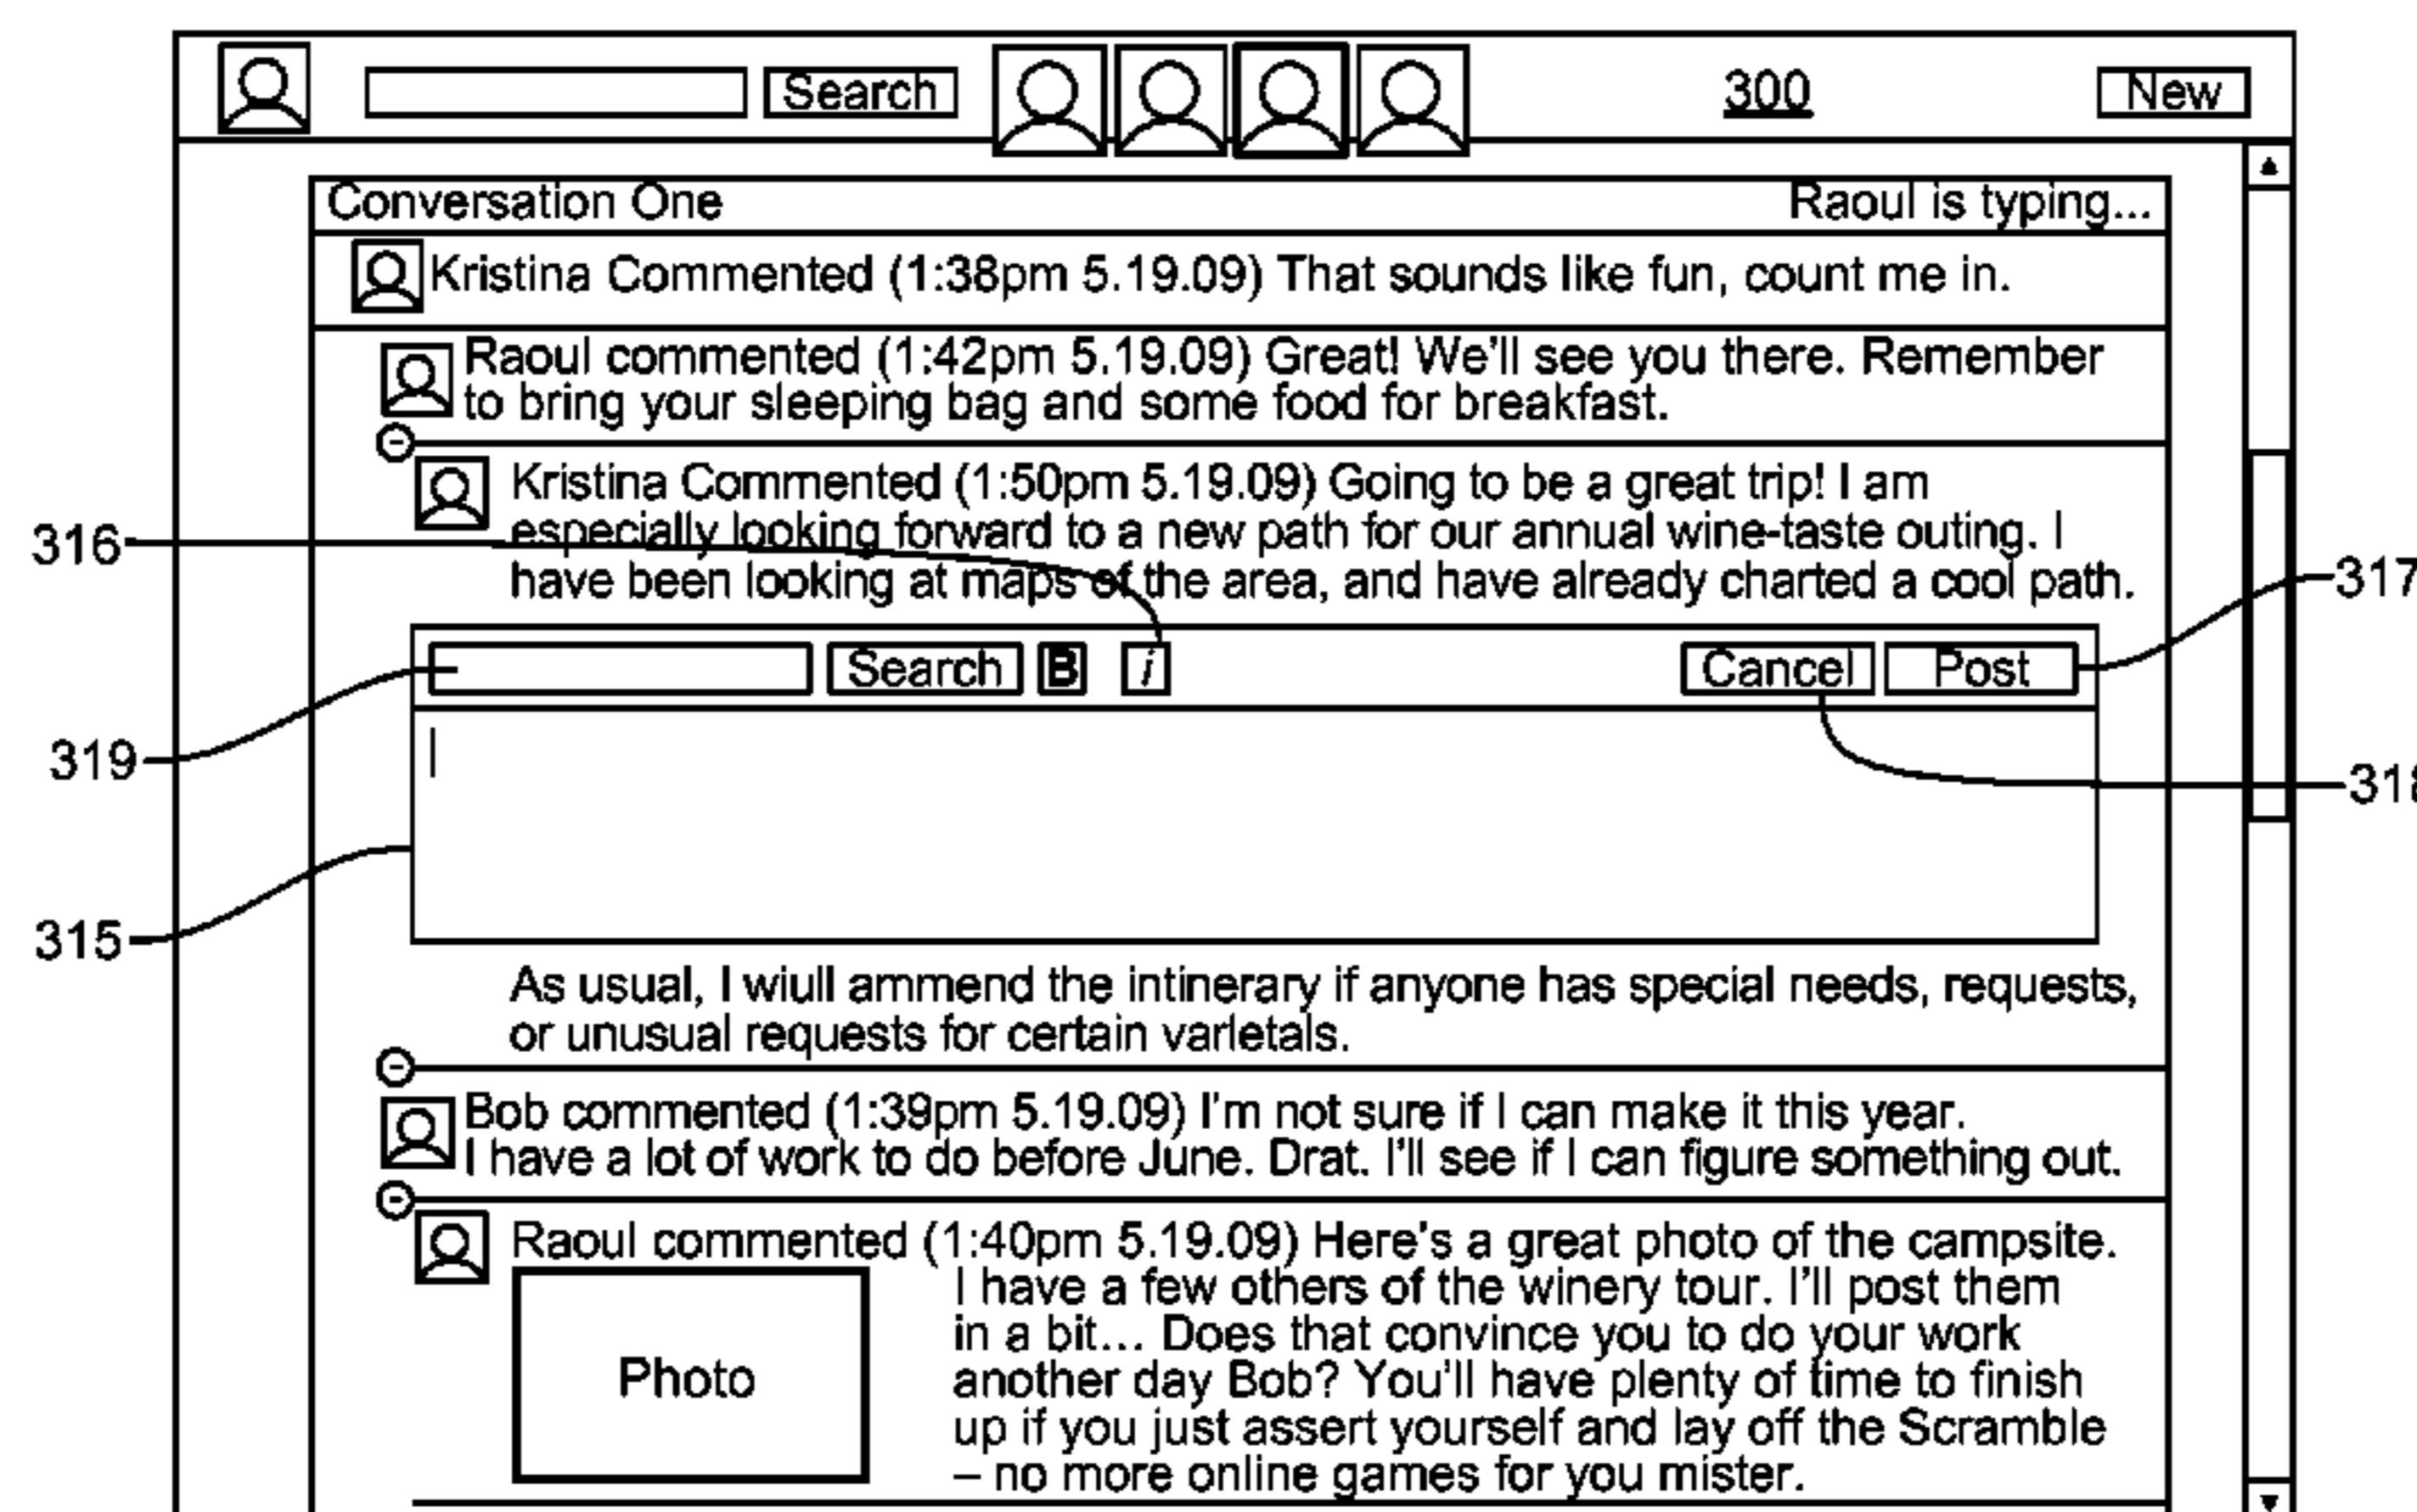 Search
300
New
Conversation One
Raoul is typing...
Kristina Commented (1:38pm 5.19.09) That sounds like fun, count me in.
Raoul commented (1:42pm 5.19.09) Great! We'll see you there. Remember
to bring your sleeping bag and some food for breakfast.
Kristina Commented (1:50pm 5.19.09) Going to be a great trip! I am
316
especially looking forward to a new path for our annual wine-taste outing. I
have been looking at maps of the area, and have already charted a cool path.
317
Search
B
i
Cancel
Post
319
318
315
As usual, I wiull ammend the intinerary if anyone has special needs, requests,
or unusual requests for certain varletals.
Bob commented (1:39pm 5.19.09) I'm not sure if I can make it this year.
I have a lot of work to do before June. Drat. I'll see if I can figure something out.
Raoul commented (1:40pm 5.19.09) Here's a great photo of the campsite.
I have a few others of the winery tour. I'll post them
in a bit... Does that convince you to do your work
Photo
another day Bob? You'll have plenty of time to finish
up if you just assert yourself and lay off the Scramble
– no more online games for you mister.